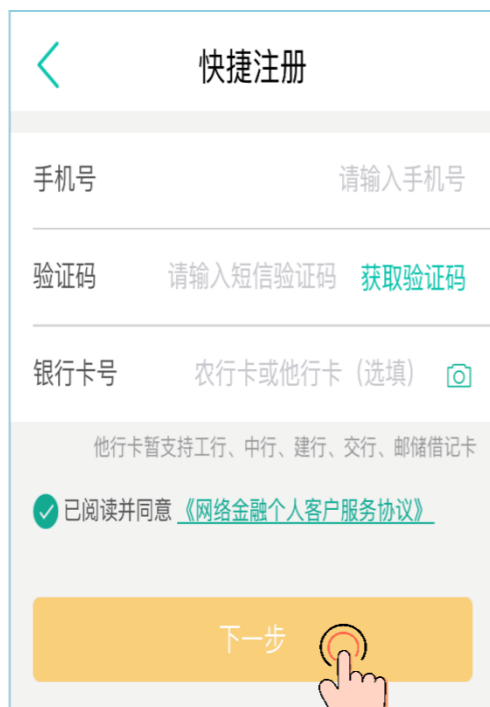 快捷注册
手机号 请输入手机号
验证码 请输入短信验证码 获取验证码
银行卡号 农行卡或他行卡（选填）
他行卡暂支持工行、中行、建行、交行、邮储借记卡
已阅读并同意 《网络金融个人客户服务协议》
下一步